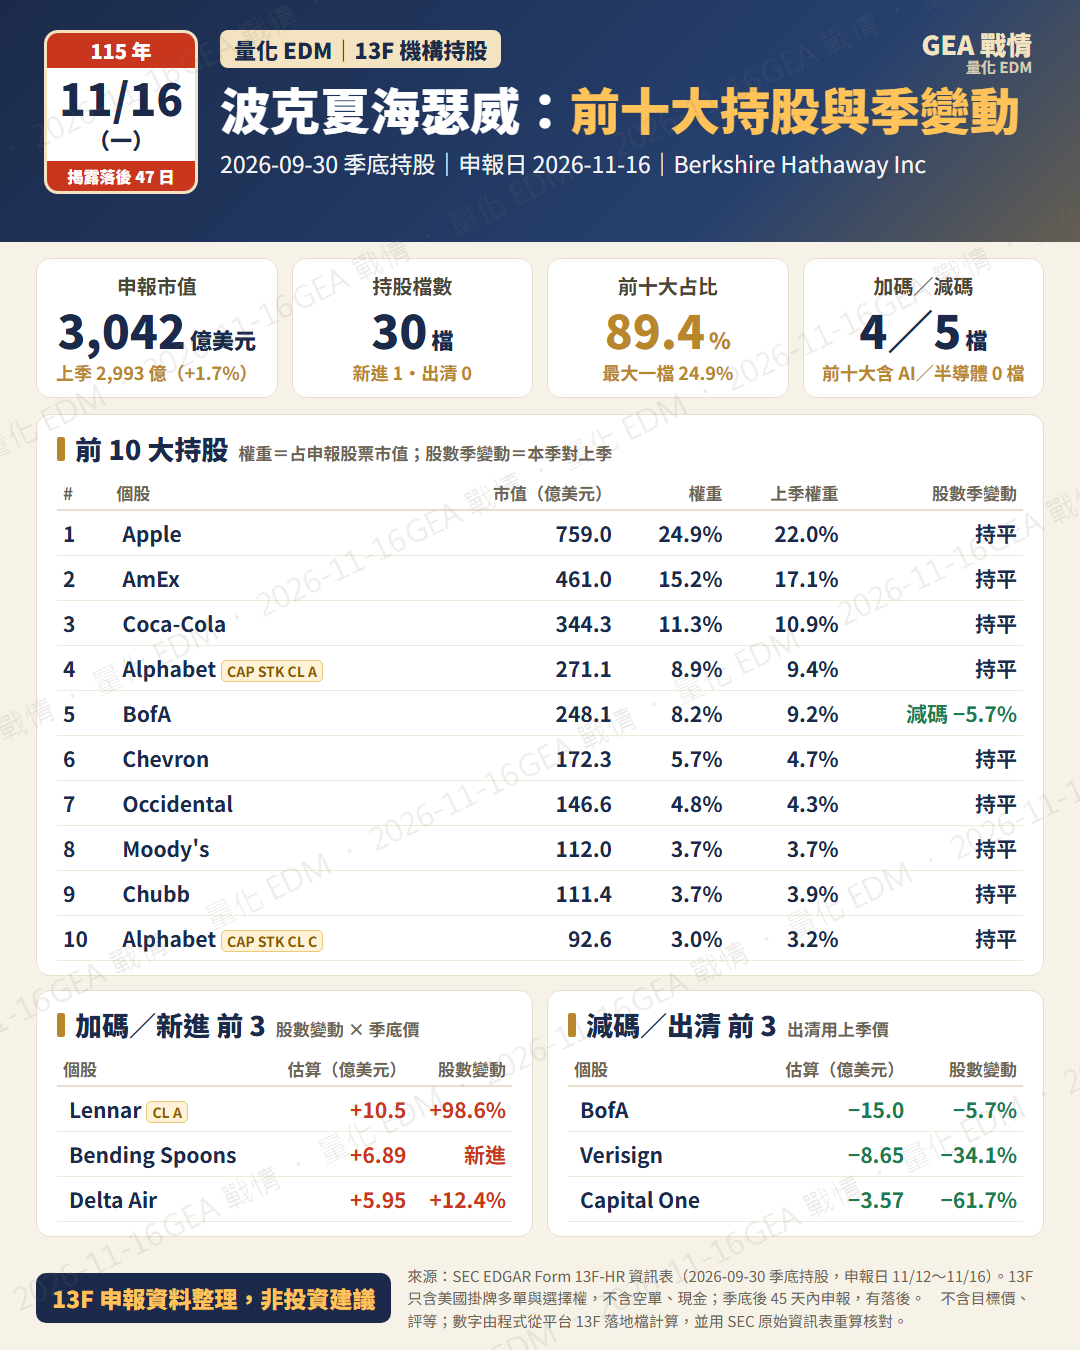 115 年
11/16
（一）
揭露落後 47 日
量化 EDM｜13F 機構持股
GEA 戰情
量化 EDM
波克夏海瑟威：前十大持股與季變動
2026-09-30 季底持股｜申報日 2026-11-16｜Berkshire Hathaway Inc
申報市值
3,042 億美元
上季 2,993 億（+1.7%）
持股檔數
30 檔
新進 1・出清 0
前十大占比
89.4 %
最大一檔 24.9%
加碼／減碼
4／5 檔
前十大含 AI／半導體 0 檔
前 10 大持股 權重＝占申報股票市值；股數季變動＝本季對上季
# 個股 市值（億美元） 權重 上季權重 股數季變動
1 Apple 759.0 24.9% 22.0% 持平
2 AmEx 461.0 15.2% 17.1% 持平
3 Coca-Cola 344.3 11.3% 10.9% 持平
4 Alphabet CAP STK CL A 271.1 8.9% 9.4% 持平
5 BofA 248.1 8.2% 9.2% 減碼 −5.7%
6 Chevron 172.3 5.7% 4.7% 持平
7 Occidental 146.6 4.8% 4.3% 持平
8 Moody's 112.0 3.7% 3.7% 持平
9 Chubb 111.4 3.7% 3.9% 持平
10 Alphabet CAP STK CL C 92.6 3.0% 3.2% 持平
加碼／新進 前 3 股數變動 × 季底價
個股 估算（億美元） 股數變動
Lennar CL A +10.5 +98.6%
Bending Spoons +6.89 新進
Delta Air +5.95 +12.4%
減碼／出清 前 3 出清用上季價
個股 估算（億美元） 股數變動
BofA −15.0 −5.7%
Verisign −8.65 −34.1%
Capital One −3.57 −61.7%
13F 申報資料整理，非投資建議
來源：SEC EDGAR Form 13F-HR 資訊表（2026-09-30 季底持股，申報日 11/12～11/16）。13F
只含美國掛牌多單與選擇權，不含空單、現金；季底後 45 天內申報，有落後。 不含目標價、
評等；數字由程式從平台 13F 落地檔計算，並用 SEC 原始資訊表重算核對。
GEA 戰情 · 量化 EDM · 2026-11-16